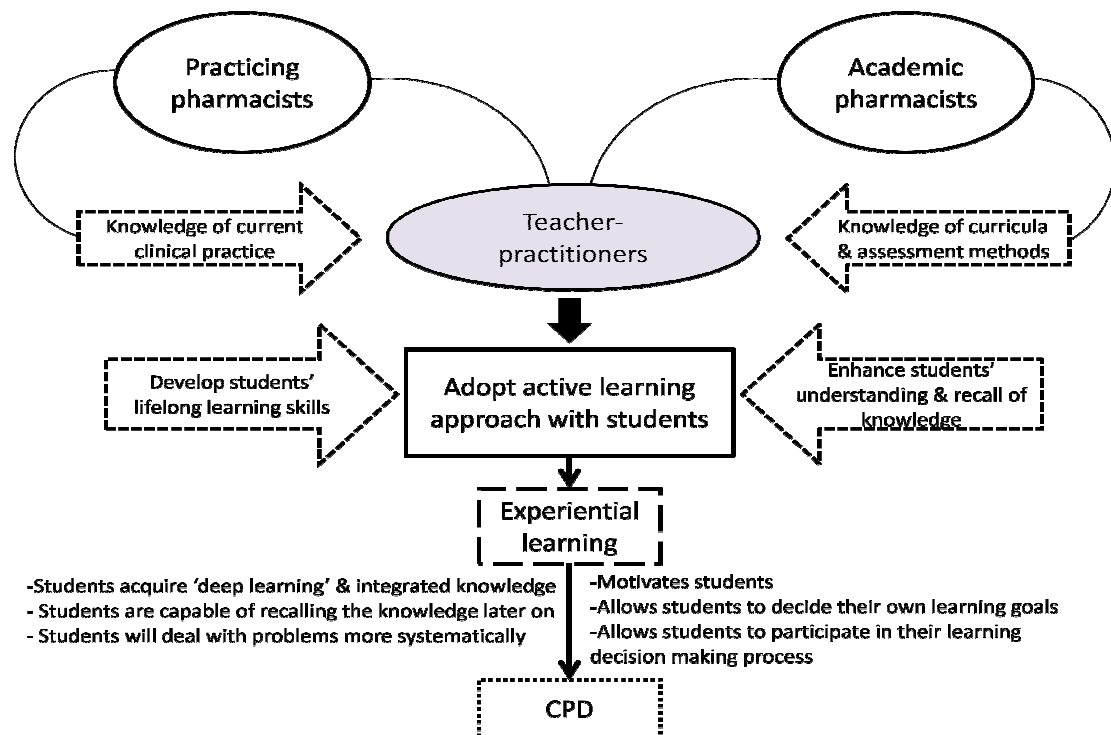 Practicing
pharmacists
Academic
pharmacists
Knowledge of current
clinical practice
Teacher-
practitioners
Knowledge of curricula
& assessment methods
Develop students'
lifelong learning skills
Adopt active learning
approach with students
Enhance students'
understanding & recall of
knowledge
Experiential
learning
-Students acquire ‘deep learning’ & integrated knowledge
- Students are capable of recalling the knowledge later on
- Students will deal with problems more systematically
-Motivates students
-Allows students to decide their own learning goals
-Allows students to participate in their learning
decision making process
CPD